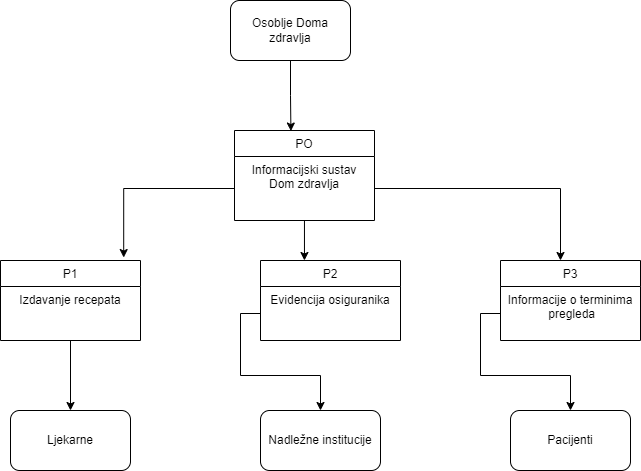 Osoblje Doma
zdravlja
PO
Informacijski sustav
Dom zdravlja
P1
Izdavanje recepata
P2
Evidencija osiguranika
P3
Informacije o terminima
pregleda
Ljekarne
Nadležne institucije
Pacijenti